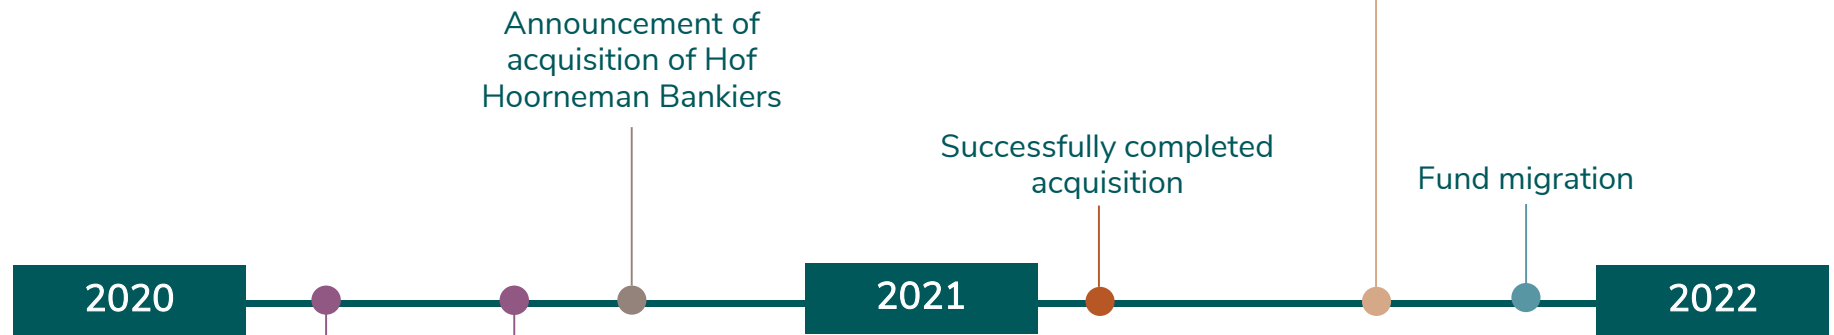 Announcement of
acquisition of Hof
Hoorneman Bankiers
Successfully completed
acquisition
Fund migration
2020
2021
2022